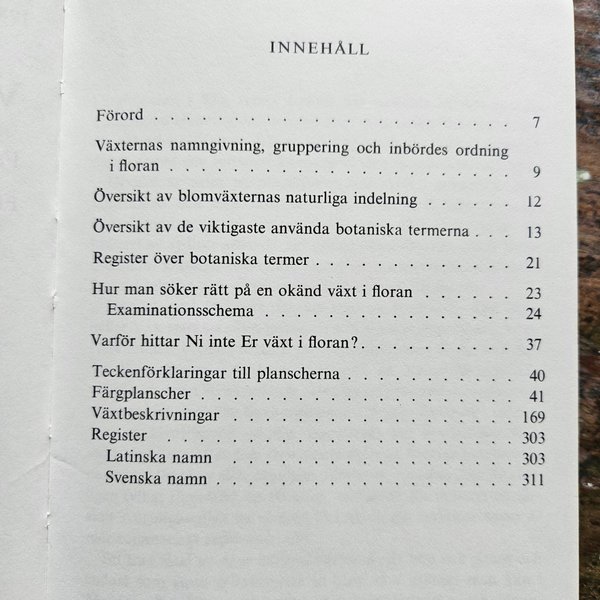 INNEHÅLL
Förord . . . . . . . . . . . . . . . . . . . . 7
Växternas namngivning, gruppering och inbördes ordning
i floran . . . . . . . . . . . . . . . . . . . 9
Översikt av blomväxternas naturliga indelning . . . . . . 12
Översikt av de viktigaste använda botaniska termerna . . . 13
Register över botaniska termer . . . . . . . . . . . 21
Hur man söker rätt på en okänd växt i floran . . . . . . 23
Examinationsschema . . . . . . . . . . . . . . 24
Varför hittar Ni inte Er växt i floran? . . . . . . . . . 37
Teckenförklaringar till planscherna . . . . . . . . . . 40
Färgplanscher . . . . . . . . . . . . . . . . . 41
Växtbeskrivningar . . . . . . . . . . . . . . . 169
Register . . . . . . . . . . . . . . . . . . . 303
Latinska namn . . . . . . . . . . . . . . . 303
Svenska namn . . . . . . . . . . . . . . . . 311